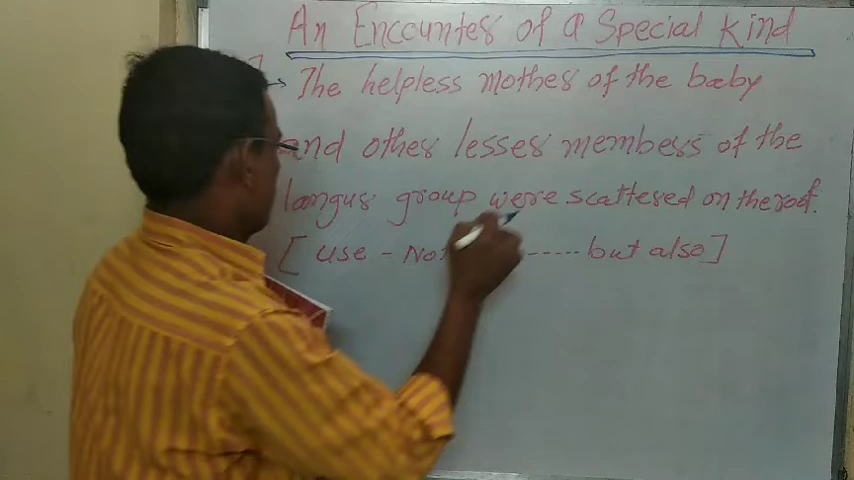 An Encounter of a Special Kind
→ The helpless mother of the baby
and other lesser members of the
langur group were scattered on the roof.
[ use - Not ----- but also ]